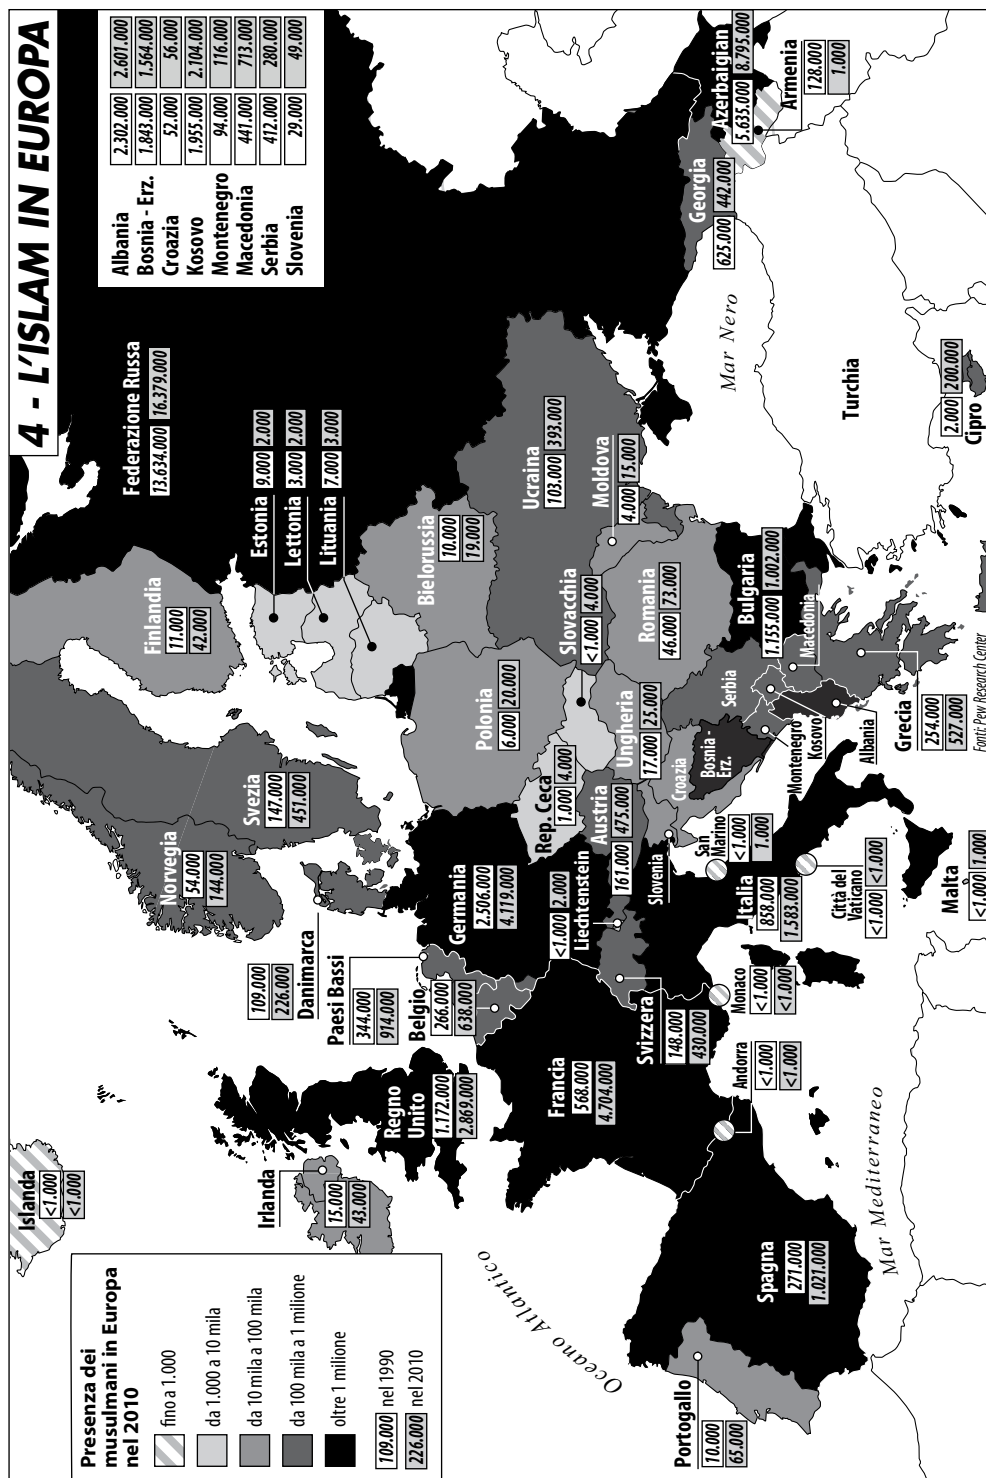 4 - L'ISLAM IN EUROPA
Albania 2.302.000 2.601.000
Bosnia - Erz. 1.843.000 1.564.000
Croazia 52.000 56.000
Kosovo 1.955.000 2.104.000
Montenegro 94.000 116.000
Macedonia 441.000 713.000
Serbia 412.000 280.000
Slovenia 29.000 49.000
Presenza dei
musulmani in Europa
nel 2010
fino a 1.000
da 1.000 a 10 mila
da 10 mila a 100 mila
da 100 mila a 1 milione
oltre 1 milione
109.000 nel 1990
226.000 nel 2010
Islanda
<1.000
<1.000
Norvegia
54.000
144.000
Svezia
147.000
451.000
Finlandia
11.000
42.000
Federazione Russa
13.634.000 16.379.000
Estonia 9.000 2.000
Lettonia 3.000 2.000
Lituania 7.000 3.000
Bielorussia
10.000
19.000
Irlanda
15.000
43.000
Regno
Unito
1.172.000
2.869.000
109.000
226.000
Danimarca
Paesi Bassi
344.000
914.000
Belgio
266.000
638.000
Germania
2.506.000
4.119.000
Polonia
6.000 20.000
Rep. Ceca
1.000 4.000
Slovacchia
<1.000 4.000
Ucraina
103.000 393.000
Moldova
4.000 15.000
Oceano Atlantico
Francia
568.000
4.704.000
<1.000 2.000
Liechtenstein
Svizzera
148.000
430.000
Austria
161.000 475.000
Ungheria
17.000 25.000
Romania
46.000 73.000
Slovenia
Croazia
Bosnia -
Erz.
Serbia
Bulgaria
1.155.000 1.002.000
Macedonia
Montenegro
Kosovo
Albania
Grecia
254.000
527.000
Portogallo
10.000
65.000
Spagna
271.000
1.021.000
Andorra
<1.000
<1.000
Monaco
<1.000
<1.000
San
Marino
<1.000
1.000
Italia
858.000
1.583.000
Città del
Vaticano
<1.000 <1.000
Malta
<1.000 1.000
Mar Mediterraneo
Mar Nero
Georgia
625.000 442.000
Azerbaigian
5.635.000 8.795.000
Armenia
128.000
1.000
Turchia
2.000 200.000
Cipro
Fonti: Pew Research Center